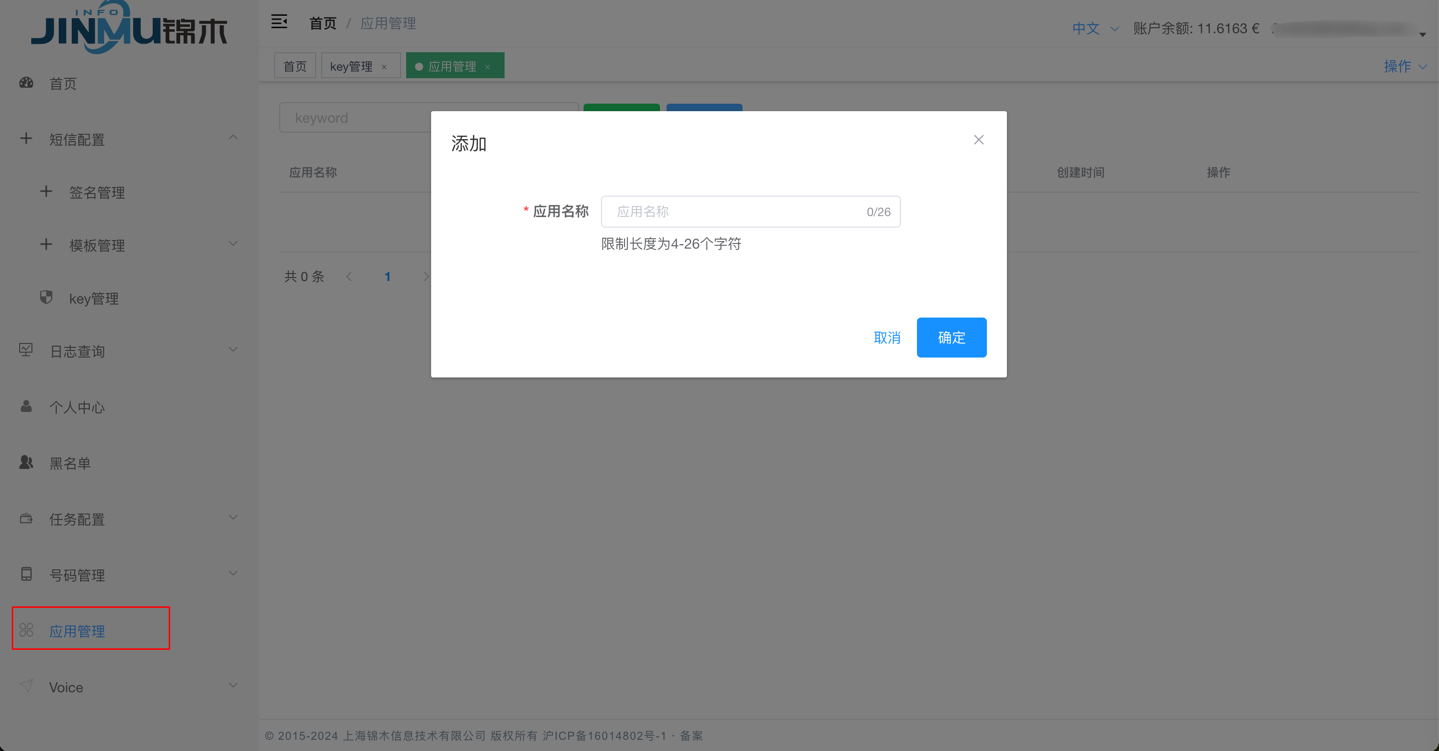 INFO
JINMU锦木
首页
短信配置
签名管理
模板管理
key管理
日志查询
个人中心
黑名单
任务配置
号码管理
应用管理
Voice
首页 / 应用管理
中文
账户余额: 11.6163 €
首页
key管理 ×
应用管理 ×
操作
keyword
应用名称
创建时间
操作
共 0 条
1
添加
* 应用名称
应用名称
0/26
限制长度为4-26个字符
取消
确定
© 2015-2024 上海锦木信息技术有限公司 版权所有 沪ICP备16014802号-1 · 备案